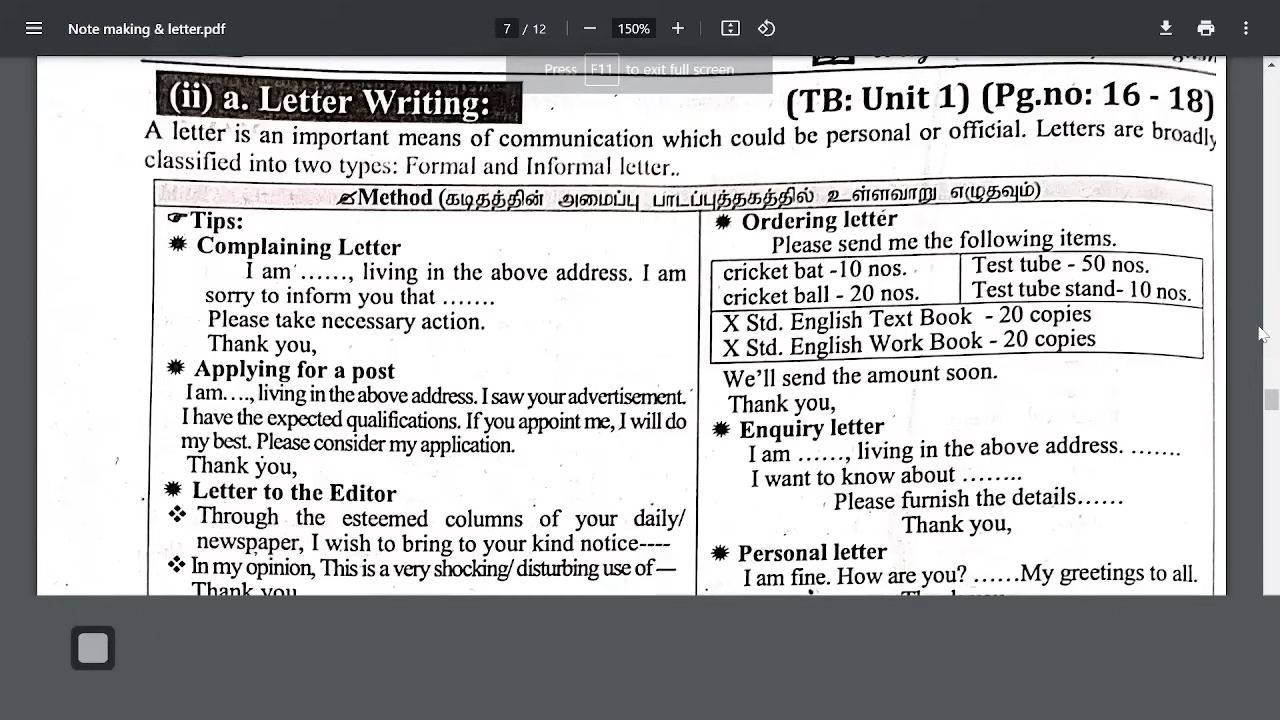 Note making & letter.pdf
7 / 12
150%
Press F11 to exit full screen
(ii) a. Letter Writing:
(TB: Unit 1) (Pg.no: 16 - 18)
A letter is an important means of communication which could be personal or official. Letters are broadly
classified into two types: Formal and Informal letter..
Method (கடிதத்தின் அமைப்பு பாடப்புத்தகத்தில் உள்ளவாறு எழுதவும்)
Tips:
Complaining Letter
I am ......, living in the above address. I am
sorry to inform you that .......
Please take necessary action.
Thank you,
Applying for a post
I am...., living in the above address. I saw your advertisement.
I have the expected qualifications. If you appoint me, I will do
my best. Please consider my application.
Thank you,
Letter to the Editor
Through the esteemed columns of your daily/
newspaper, I wish to bring to your kind notice----
In my opinion, This is a very shocking/ disturbing use of—
Thank you
Ordering letter
Please send me the following items.
cricket bat -10 nos.
cricket ball - 20 nos.
Test tube - 50 nos.
Test tube stand- 10 nos.
X Std. English Text Book - 20 copies
X Std. English Work Book - 20 copies
We'll send the amount soon.
Thank you,
Enquiry letter
I am ......, living in the above address. .......
I want to know about ........
Please furnish the details......
Thank you,
Personal letter
I am fine. How are you? ......My greetings to all.